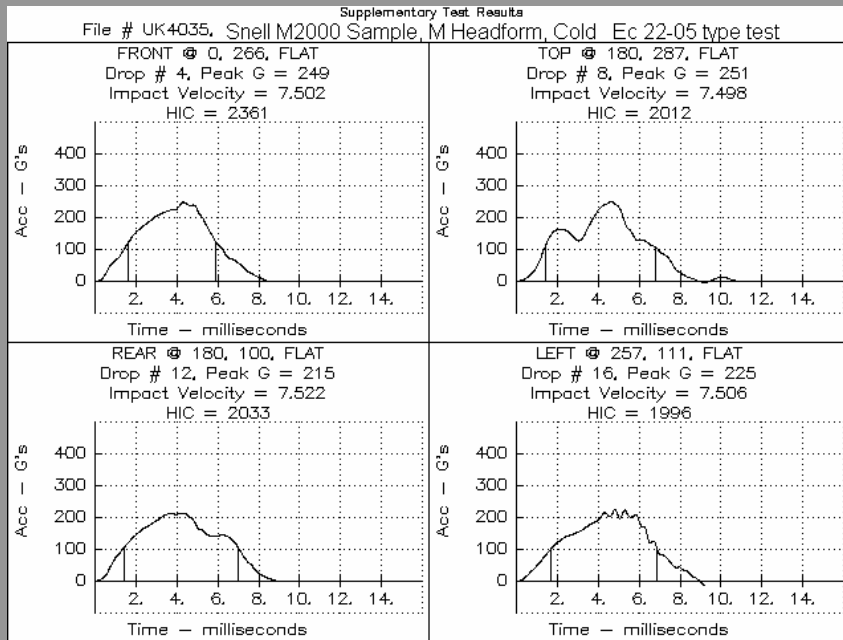 Supplementary Test Results
File # UK4035, Snell M2000 Sample, M Headform, Cold Ec 22-05 type test
FRONT @ 0, 266, FLAT
Drop # 4, Peak G = 249
Impact Velocity = 7.502
HIC = 2361
Acc - G's
400
300
200
100
0
2. 4. 6. 8. 10. 12. 14.
Time - milliseconds
TOP @ 180, 287, FLAT
Drop # 8, Peak G = 251
Impact Velocity = 7.498
HIC = 2012
Acc - G's
400
300
200
100
0
2. 4. 6. 8. 10. 12. 14.
Time - milliseconds
REAR @ 180, 100, FLAT
Drop # 12, Peak G = 215
Impact Velocity = 7.522
HIC = 2033
Acc - G's
400
300
200
100
0
2. 4. 6. 8. 10. 12. 14.
Time - milliseconds
LEFT @ 257, 111, FLAT
Drop # 16, Peak G = 225
Impact Velocity = 7.506
HIC = 1996
Acc - G's
400
300
200
100
0
2. 4. 6. 8. 10. 12. 14.
Time - milliseconds